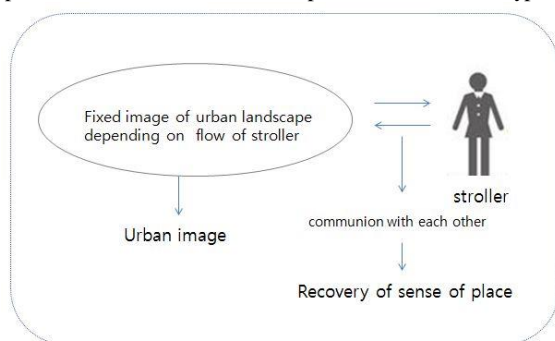 Fixed image of urban landscape
depending on flow of stroller
stroller
communion with each other
Urban image
Recovery of sense of place